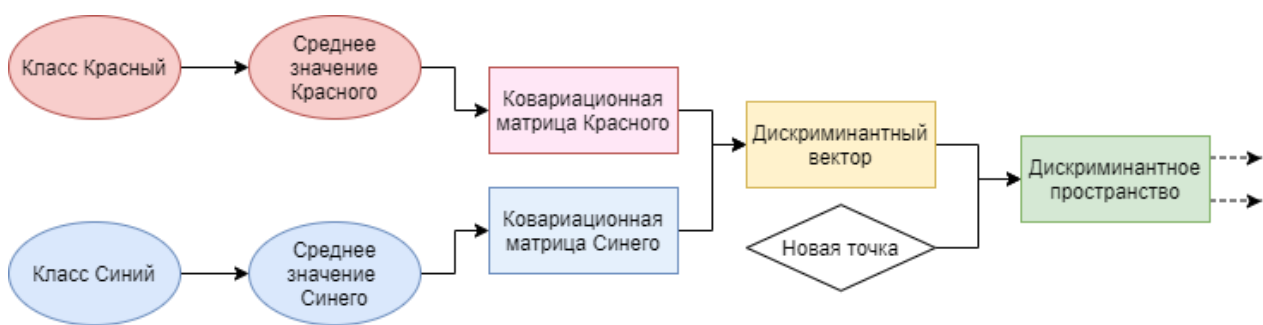 Класс Красный
Среднее
значение
Красного
Ковариационная
матрица Красного
Дискриминантный
вектор
Дискриминантное
пространство
Ковариационная
матрица Синего
Новая точка
Класс Синий
Среднее
значение
Синего